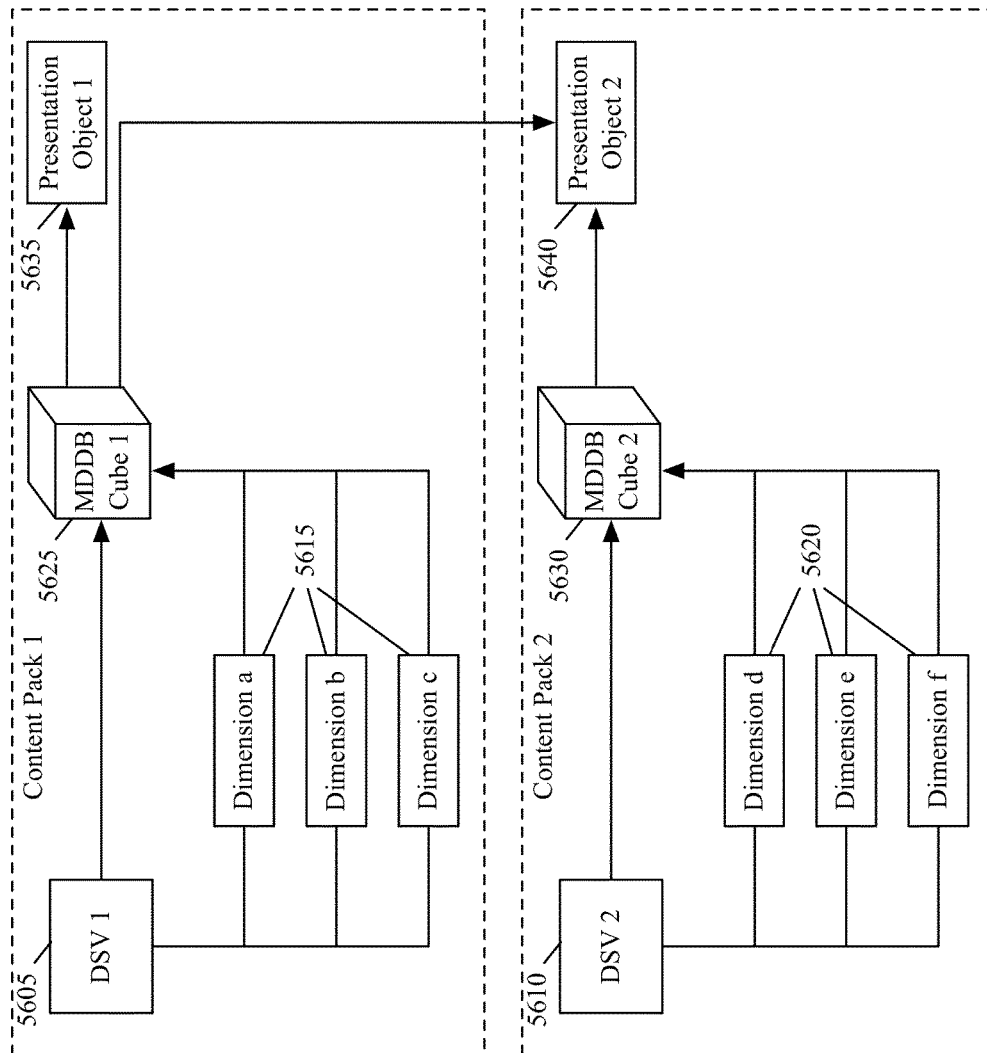 Content Pack 1
5605
DSV 1
Dimension a
Dimension b
Dimension c
5615
5625
MDDB
Cube 1
5635
Presentation
Object 1
Content Pack 2
5610
DSV 2
Dimension d
Dimension e
Dimension f
5620
5630
MDDB
Cube 2
5640
Presentation
Object 2